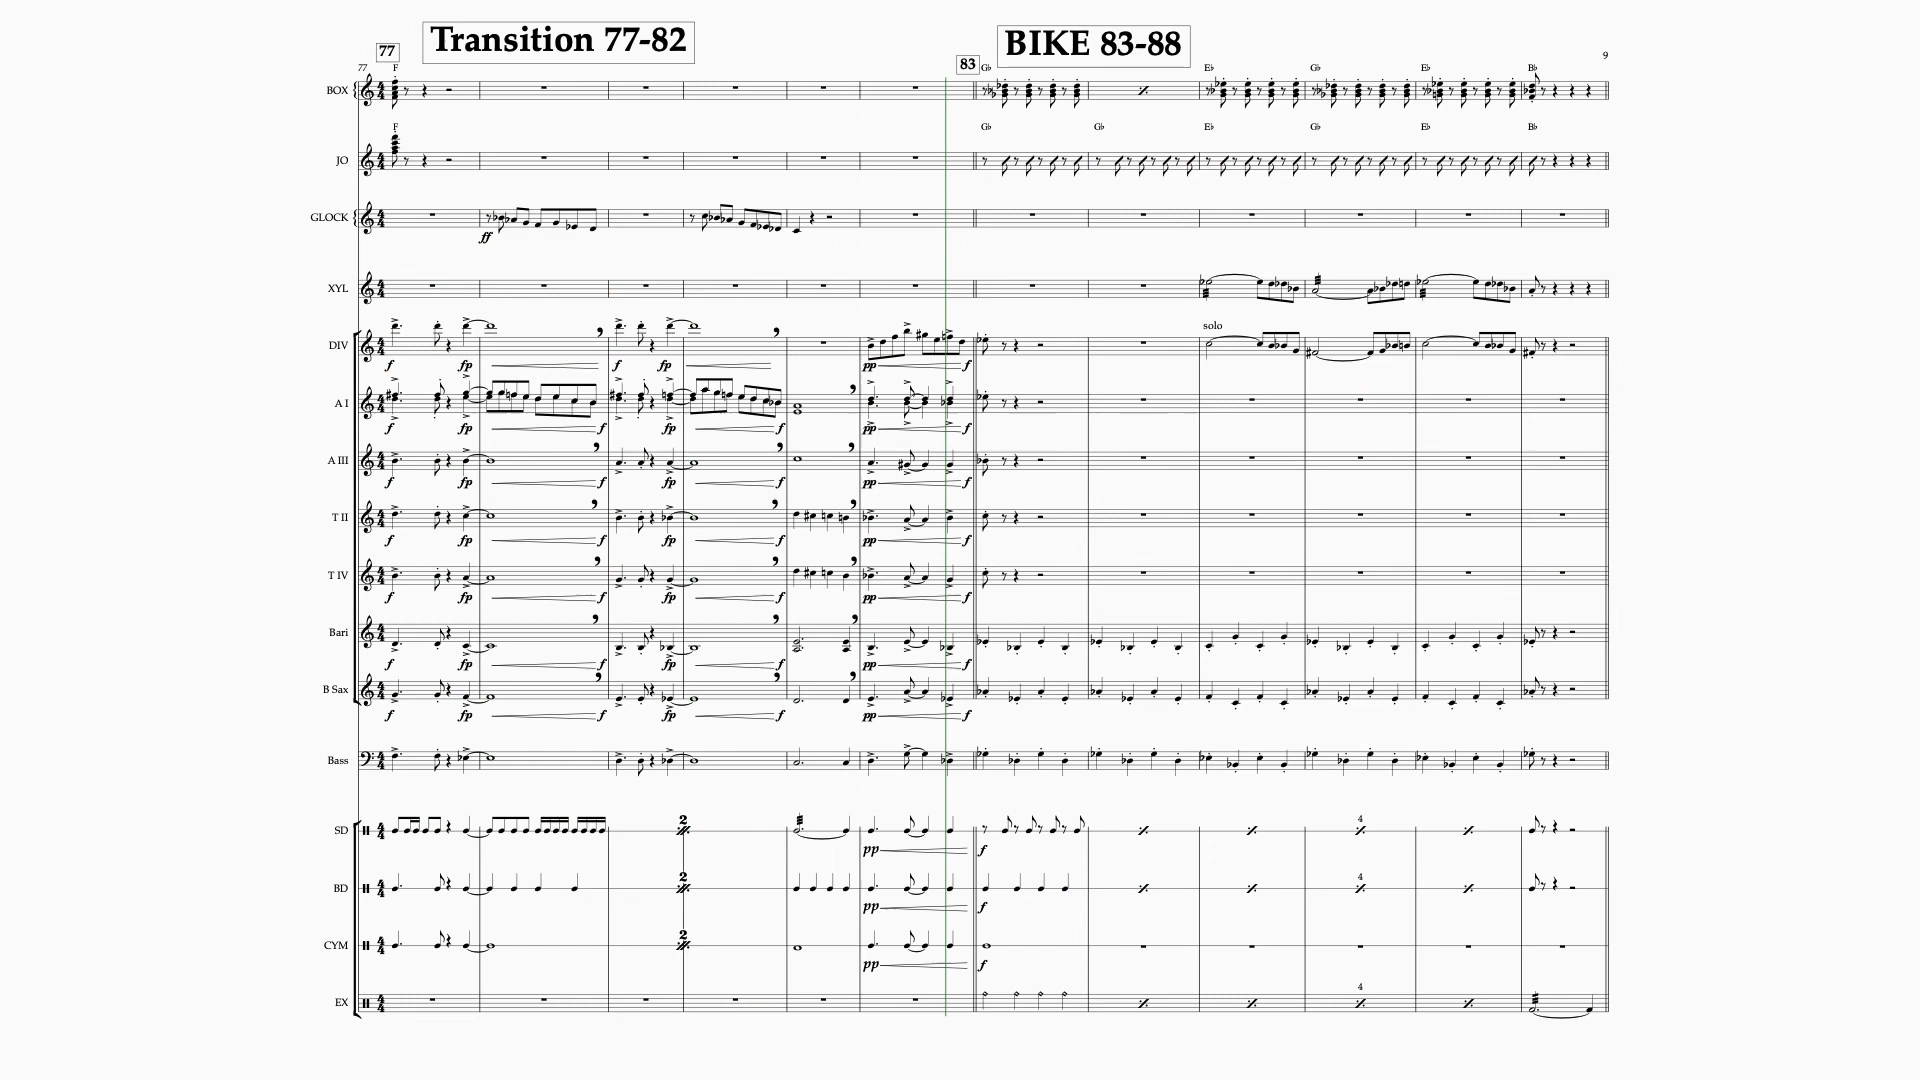 Transition 77-82
BIKE 83-88
77
83
9
77
F
G♭
E♭
G♭
E♭
B♭
BOX
F
G♭
G♭
E♭
G♭
E♭
B♭
JO
GLOCK
ff
XYL
solo
DIV
f fp f fp pp f
A I
f fp f fp f pp f
A III
f fp f fp f pp f
T II
f fp f fp f pp f
T IV
f fp f fp f pp f
Bari
f fp f fp f pp f
B Sax
f fp f fp f pp f
Bass
2 4
SD
pp f
2 4
BD
pp f
2
CYM
pp f
4
EX